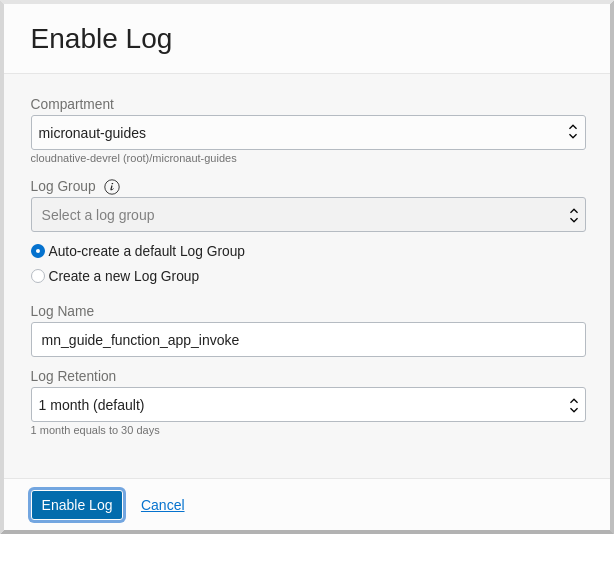 Enable Log
Compartment
micronaut-guides
cloudnative-devrel (root)/micronaut-guides
Log Group i
Select a log group
Auto-create a default Log Group
Create a new Log Group
Log Name
mn_guide_function_app_invoke
Log Retention
1 month (default)
1 month equals to 30 days
Enable Log Cancel